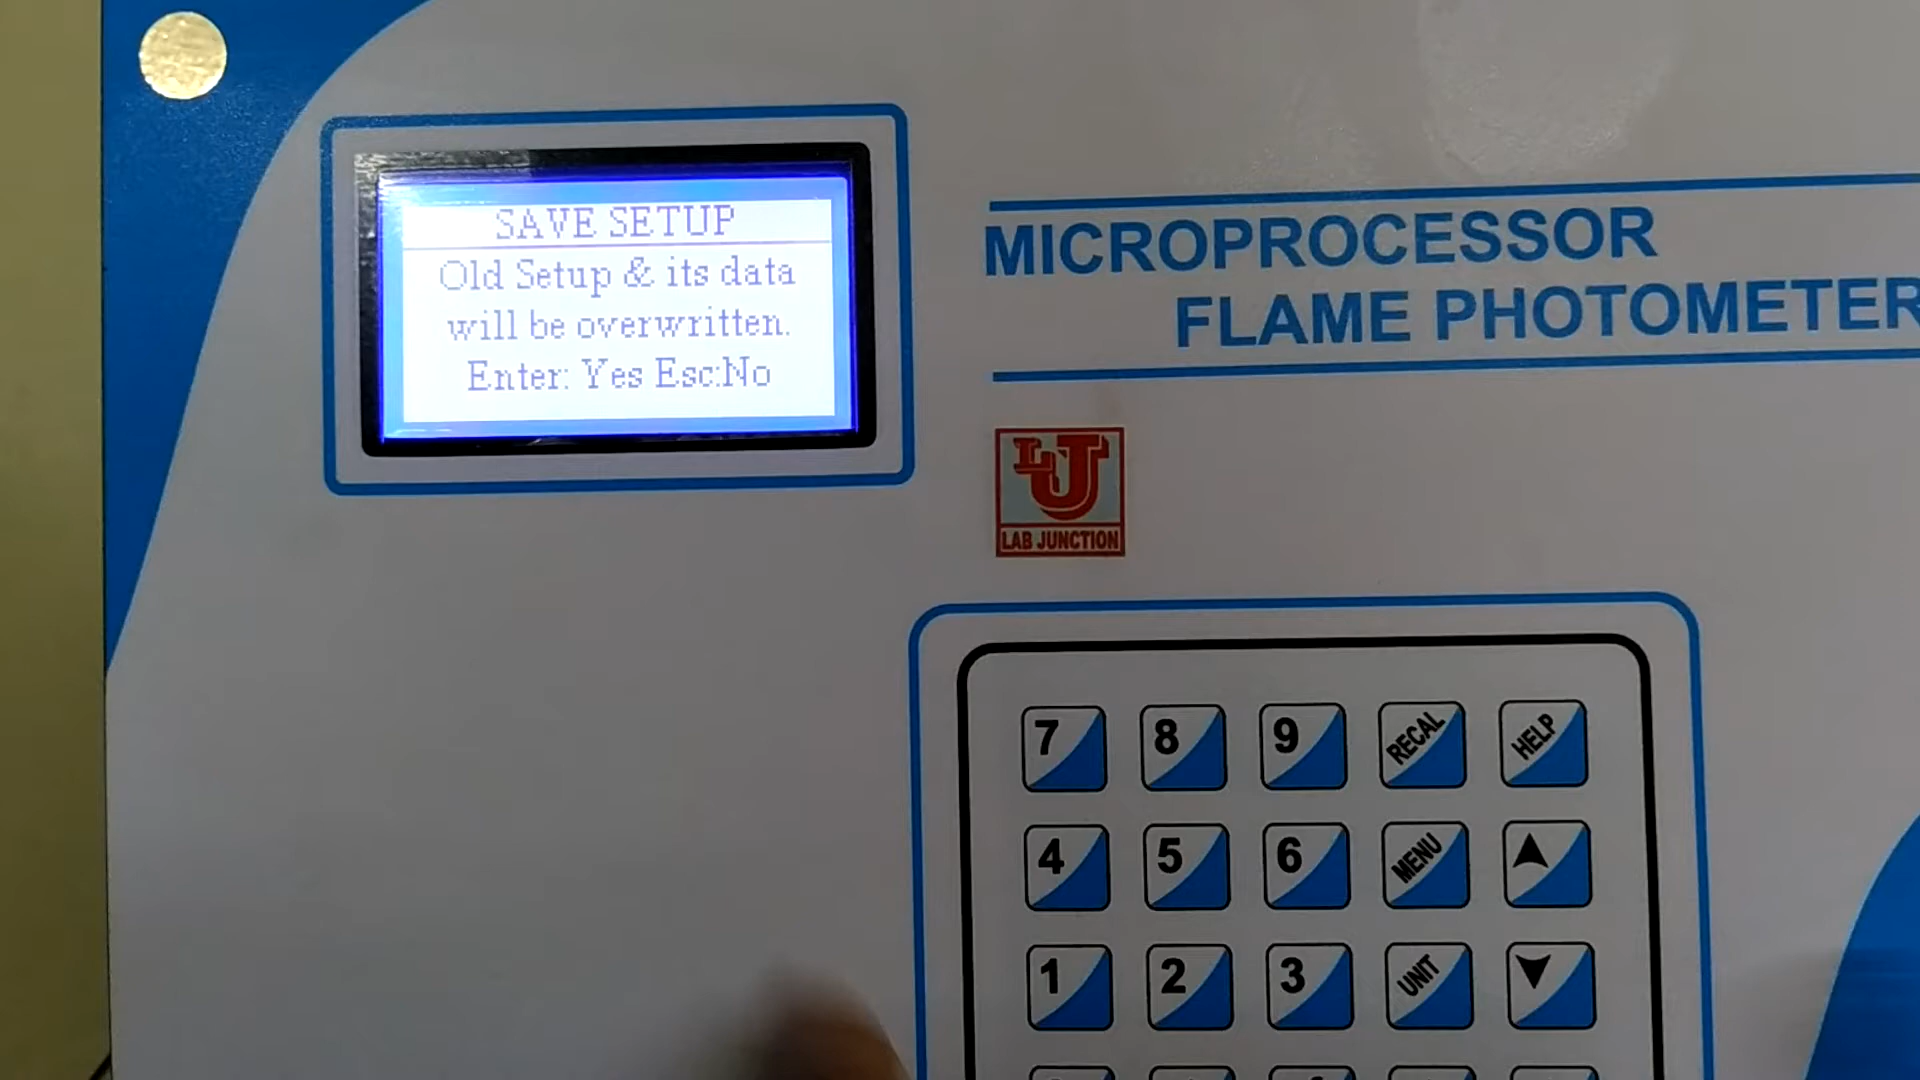 SAVE SETUP
Old Setup & its data
will be overwritten.
Enter: Yes Esc:No
MICROPROCESSOR
FLAME PHOTOMETER
LJ
LAB JUNCTION
7 8 9 RECAL HELP
4 5 6 MENU
1 2 3 UNIT